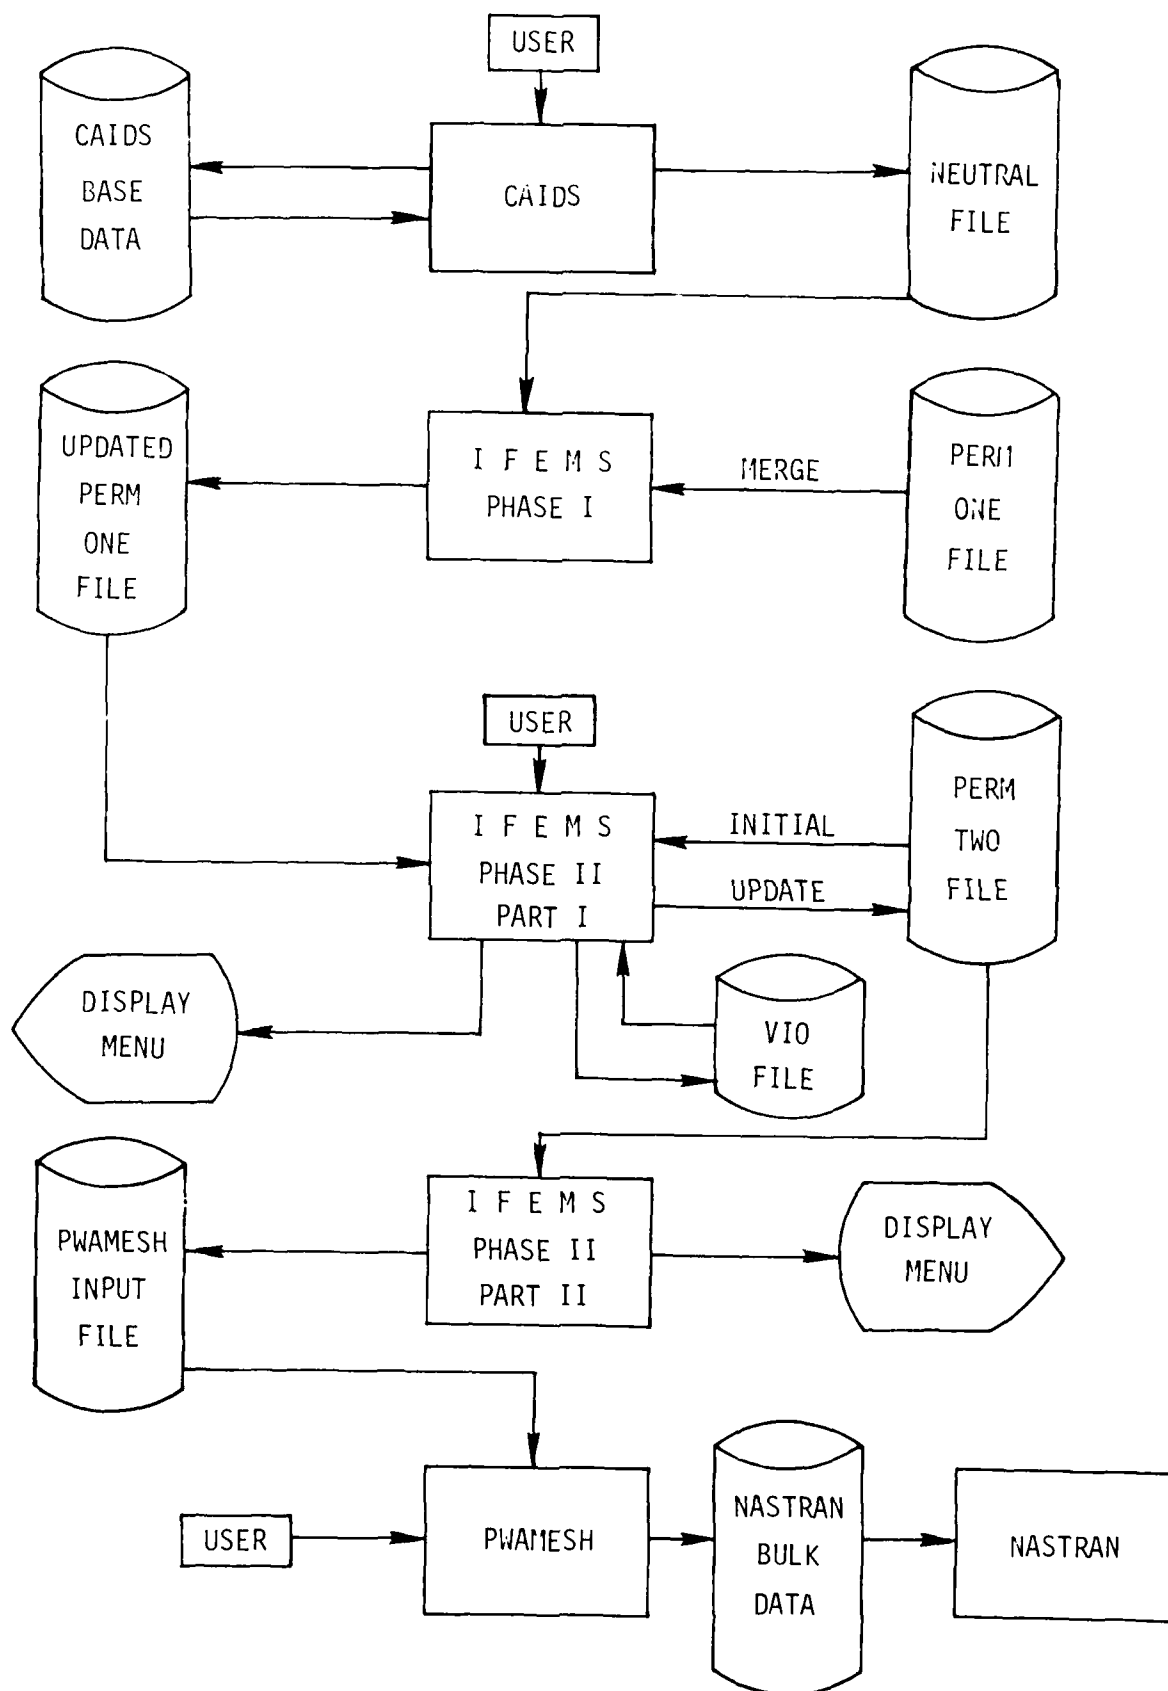 USER
CAIDS
BASE
DATA
CAIDS
NEUTRAL
FILE
UPDATED
PERM
ONE
FILE
I F E M S
PHASE I
MERGE
PERM
ONE
FILE
USER
I F E M S
PHASE II
PART I
INITIAL
UPDATE
PERM
TWO
FILE
DISPLAY
MENU
VIO
FILE
PWAMESH
INPUT
FILE
I F E M S
PHASE II
PART II
DISPLAY
MENU
USER
PWAMESH
NASTRAN
BULK
DATA
NASTRAN